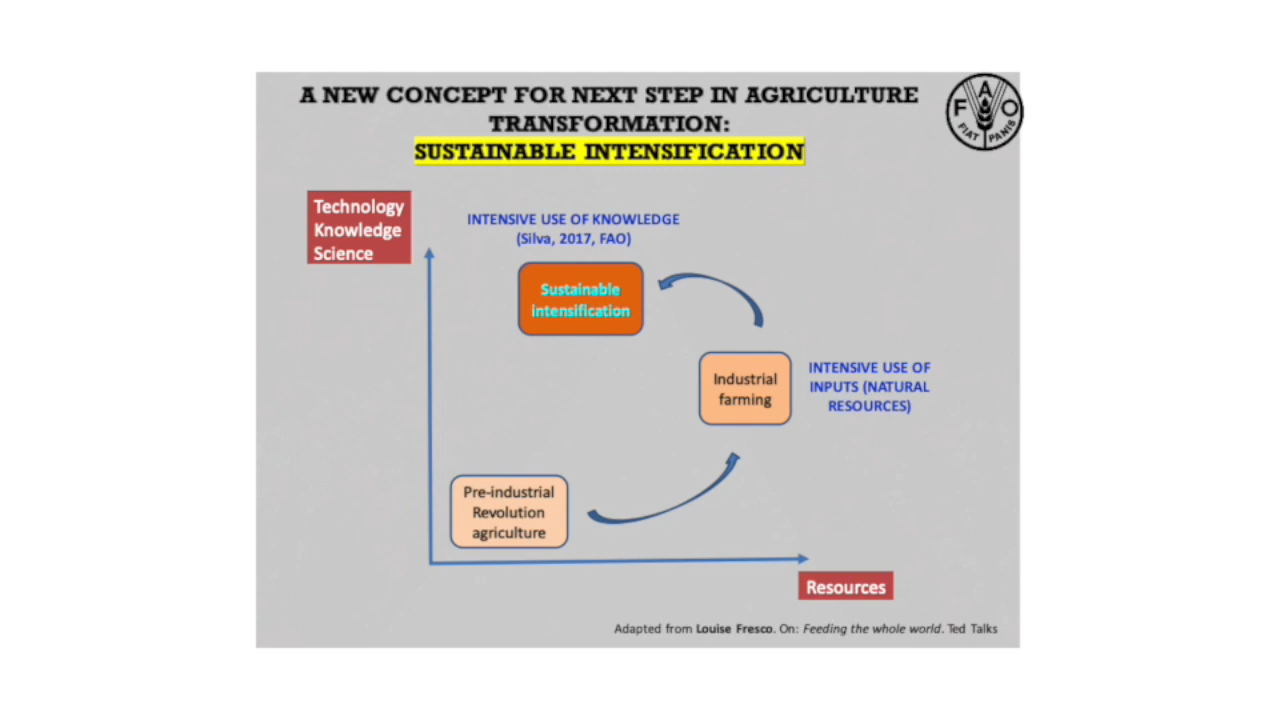 A NEW CONCEPT FOR NEXT STEP IN AGRICULTURE
TRANSFORMATION:
SUSTAINABLE INTENSIFICATION
F A O
FIAT PANIS
Technology
Knowledge
Science
INTENSIVE USE OF KNOWLEDGE
(Silva, 2017, FAO)
Sustainable
intensification
Industrial
farming
INTENSIVE USE OF
INPUTS (NATURAL
RESOURCES)
Pre-industrial
Revolution
agriculture
Resources
Adapted from Louise Fresco. On: Feeding the whole world. Ted Talks